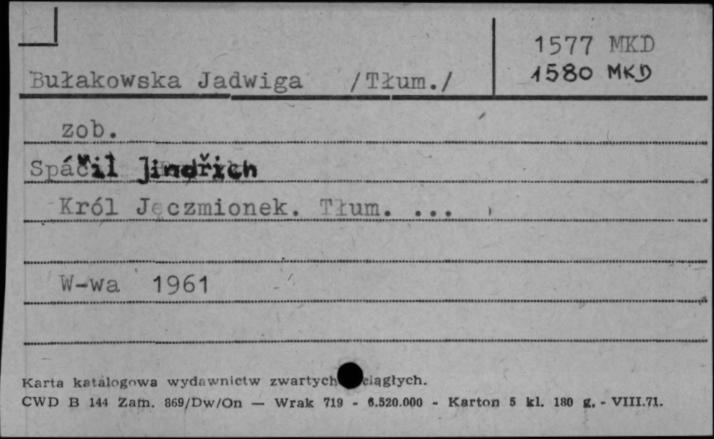 1577 MKD
1580 MKD
Bułakowska Jadwiga /Tłum./
zob.
Spáčil Jindřich
Król Jęczmionek. Tłum. ...
W-wa 1961
Karta katalogowa wydawnictw zwartych ciągłych.
CWD B 144 Zam. 869/Dw/On — Wrak 719 - 6.520.000 - Karton 5 kl. 180 g. - VIII.71.